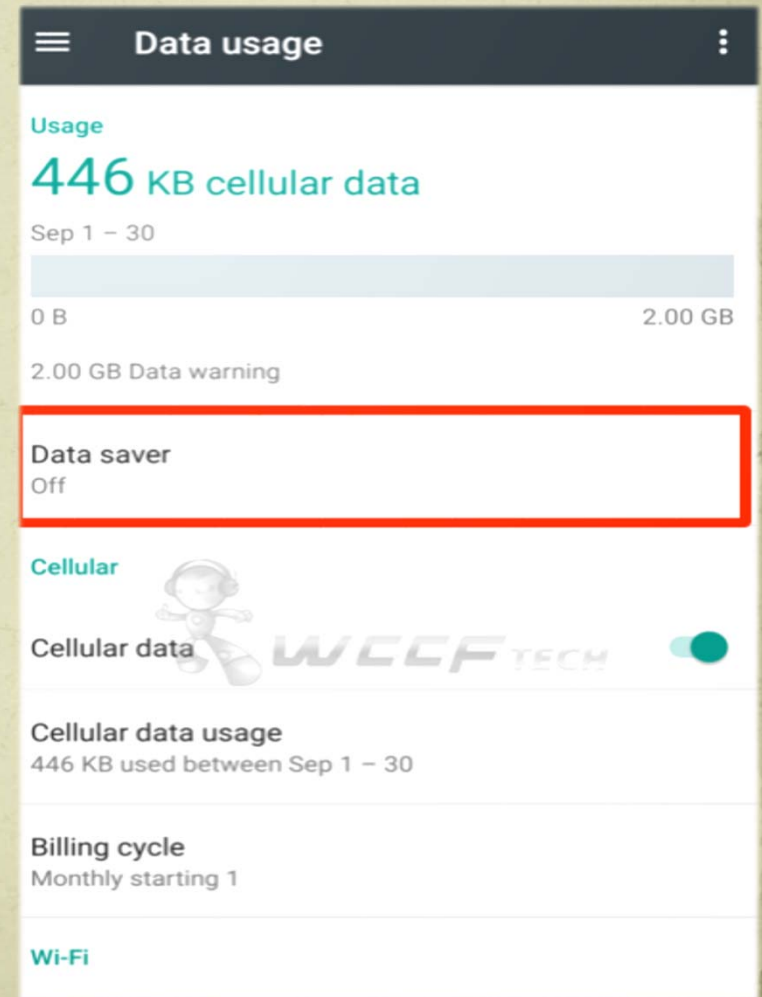 Data usage
Usage
446 KB cellular data
Sep 1 – 30
0 B 2.00 GB
2.00 GB Data warning
Data saver
Off
Cellular
Cellular data
WCCF TECH
Cellular data usage
446 KB used between Sep 1 – 30
Billing cycle
Monthly starting 1
Wi-Fi